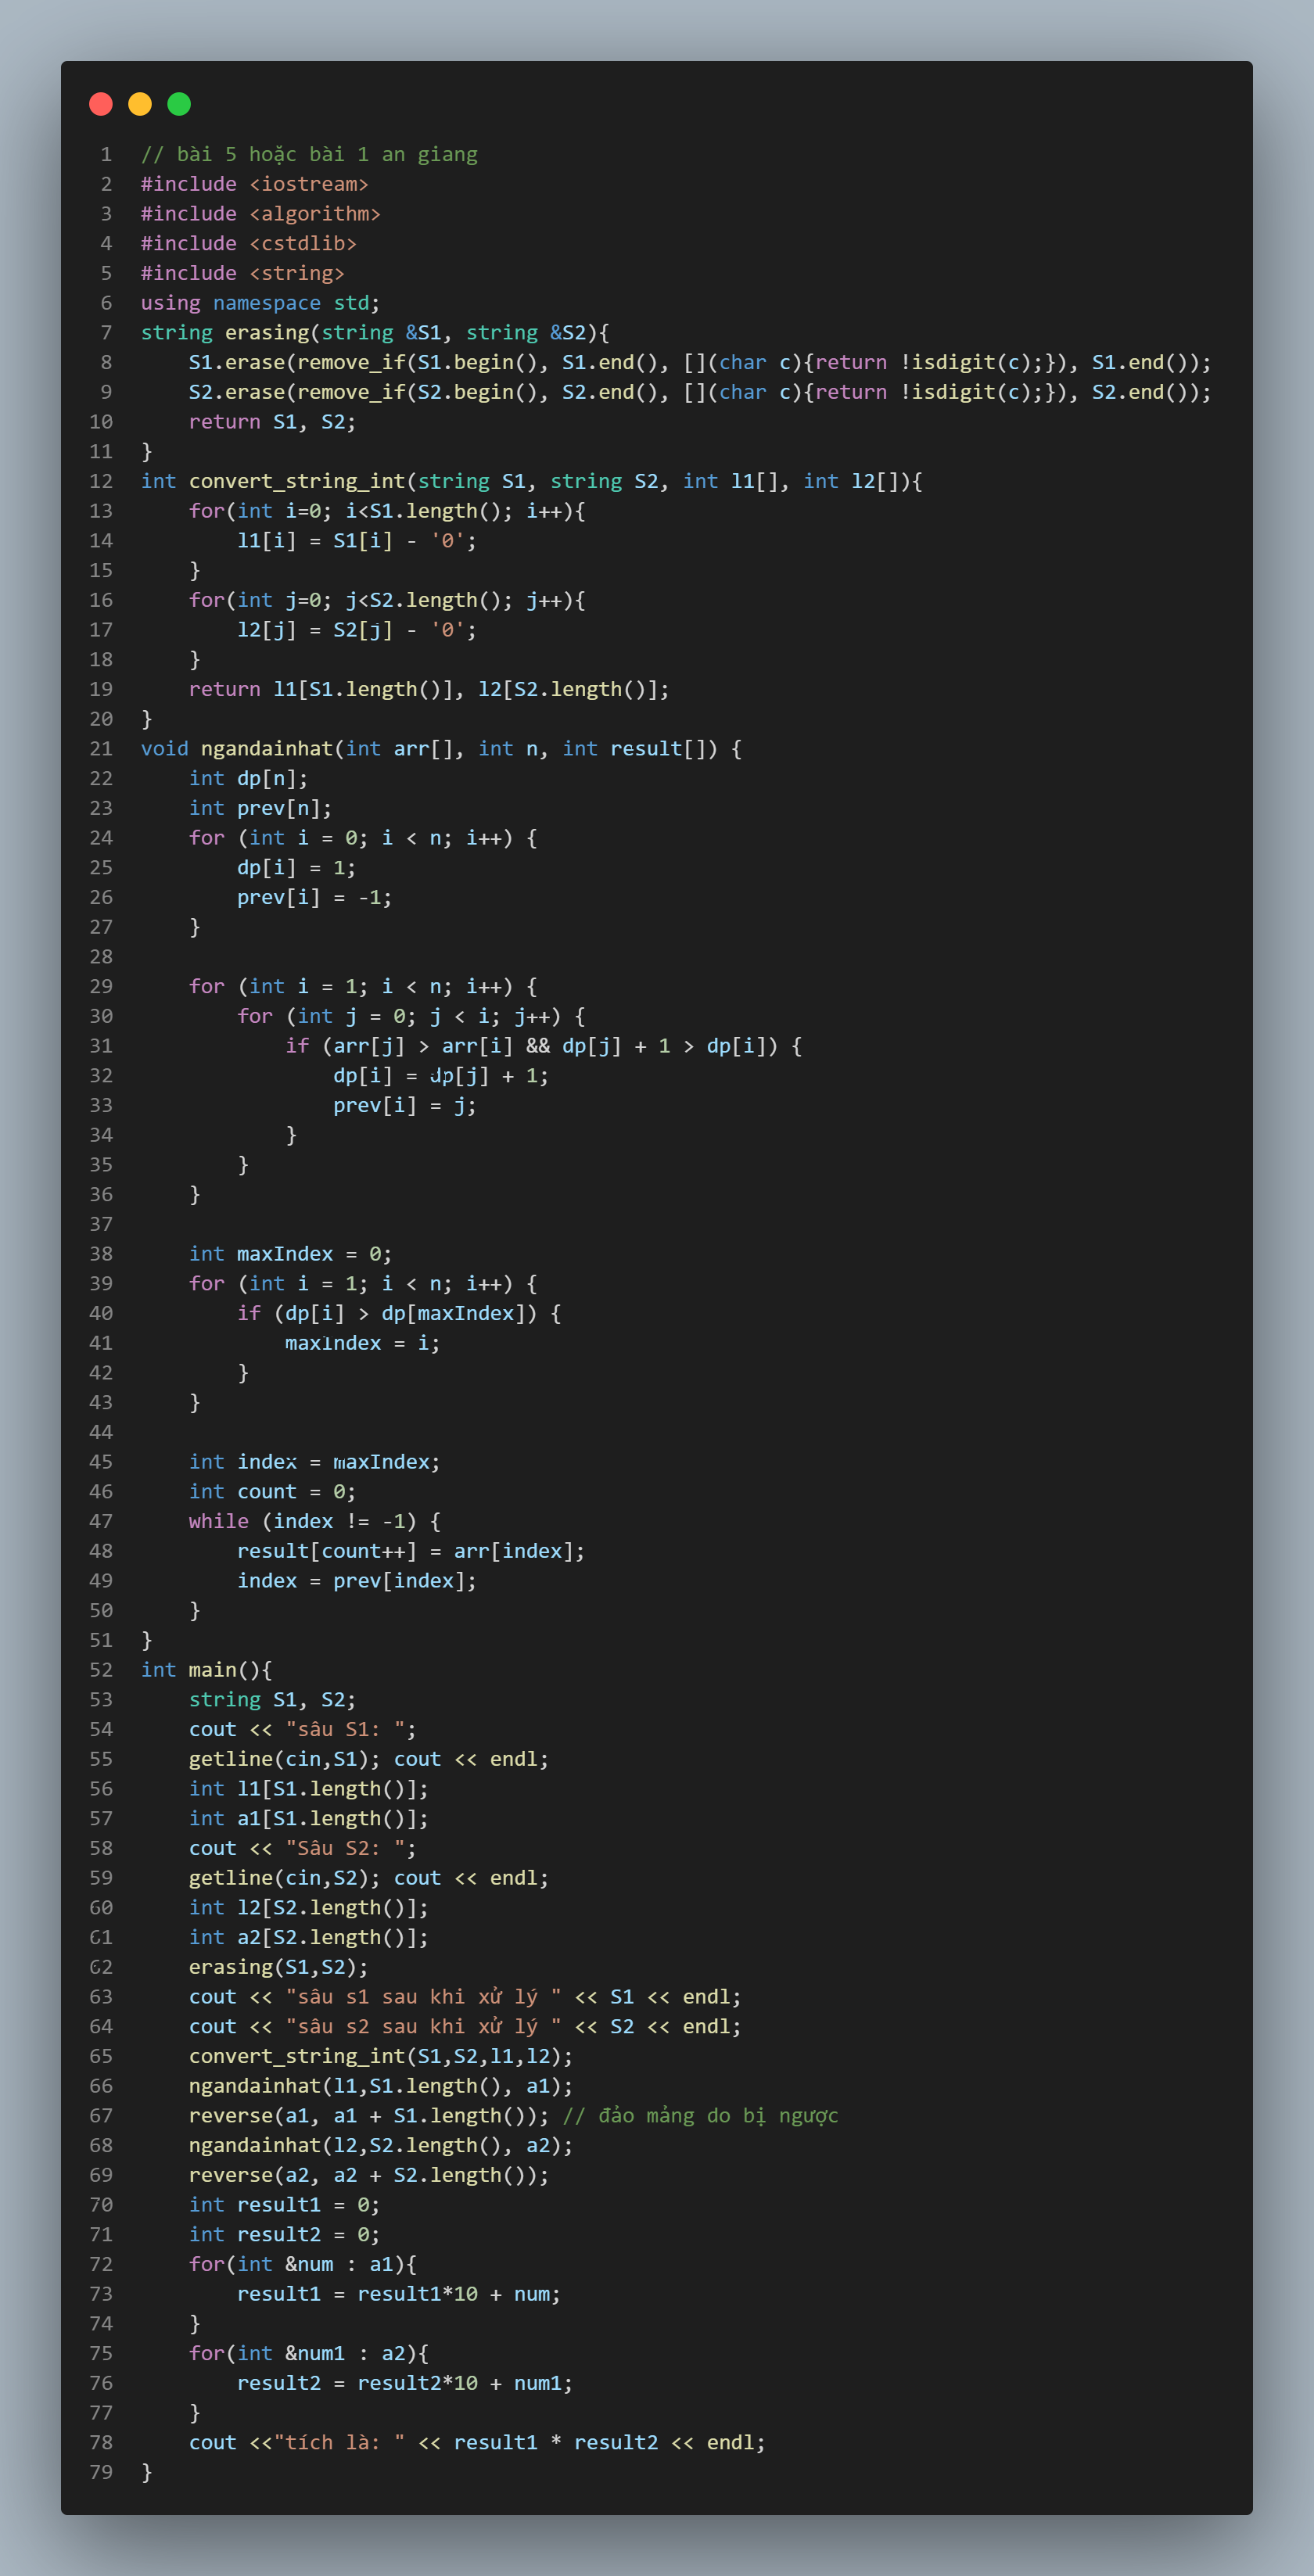 1 // bài 5 hoặc bài 1 an giang
2 #include <iostream>
3 #include <algorithm>
4 #include <cstdlib>
5 #include <string>
6 using namespace std;
7 string erasing(string &S1, string &S2){
8     S1.erase(remove_if(S1.begin(), S1.end(), [](char c){return !isdigit(c);}), S1.end());
9     S2.erase(remove_if(S2.begin(), S2.end(), [](char c){return !isdigit(c);}), S2.end());
10     return S1, S2;
11 }
12 int convert_string_int(string S1, string S2, int l1[], int l2[]){
13     for(int i=0; i<S1.length(); i++){
14         l1[i] = S1[i] - '0';
15     }
16     for(int j=0; j<S2.length(); j++){
17         l2[j] = S2[j] - '0';
18     }
19     return l1[S1.length()], l2[S2.length()];
20 }
21 void ngandainhat(int arr[], int n, int result[]) {
22     int dp[n];
23     int prev[n];
24     for (int i = 0; i < n; i++) {
25         dp[i] = 1;
26         prev[i] = -1;
27     }
28
29     for (int i = 1; i < n; i++) {
30         for (int j = 0; j < i; j++) {
31             if (arr[j] > arr[i] && dp[j] + 1 > dp[i]) {
32                 dp[i] = dp[j] + 1;
33                 prev[i] = j;
34             }
35         }
36     }
37
38     int maxIndex = 0;
39     for (int i = 1; i < n; i++) {
40         if (dp[i] > dp[maxIndex]) {
41             maxIndex = i;
42         }
43     }
44
45     int index = maxIndex;
46     int count = 0;
47     while (index != -1) {
48         result[count++] = arr[index];
49         index = prev[index];
50     }
51 }
52 int main(){
53     string S1, S2;
54     cout << "sâu S1: ";
55     getline(cin,S1); cout << endl;
56     int l1[S1.length()];
57     int a1[S1.length()];
58     cout << "Sâu S2: ";
59     getline(cin,S2); cout << endl;
60     int l2[S2.length()];
61     int a2[S2.length()];
62     erasing(S1,S2);
63     cout << "sâu s1 sau khi xử lý " << S1 << endl;
64     cout << "sâu s2 sau khi xử lý " << S2 << endl;
65     convert_string_int(S1,S2,l1,l2);
66     ngandainhat(l1,S1.length(), a1);
67     reverse(a1, a1 + S1.length()); // đảo mảng do bị ngược
68     ngandainhat(l2,S2.length(), a2);
69     reverse(a2, a2 + S2.length());
70     int result1 = 0;
71     int result2 = 0;
72     for(int &num : a1){
73         result1 = result1*10 + num;
74     }
75     for(int &num1 : a2){
76         result2 = result2*10 + num1;
77     }
78     cout <<"tích là: " << result1 * result2 << endl;
79 }